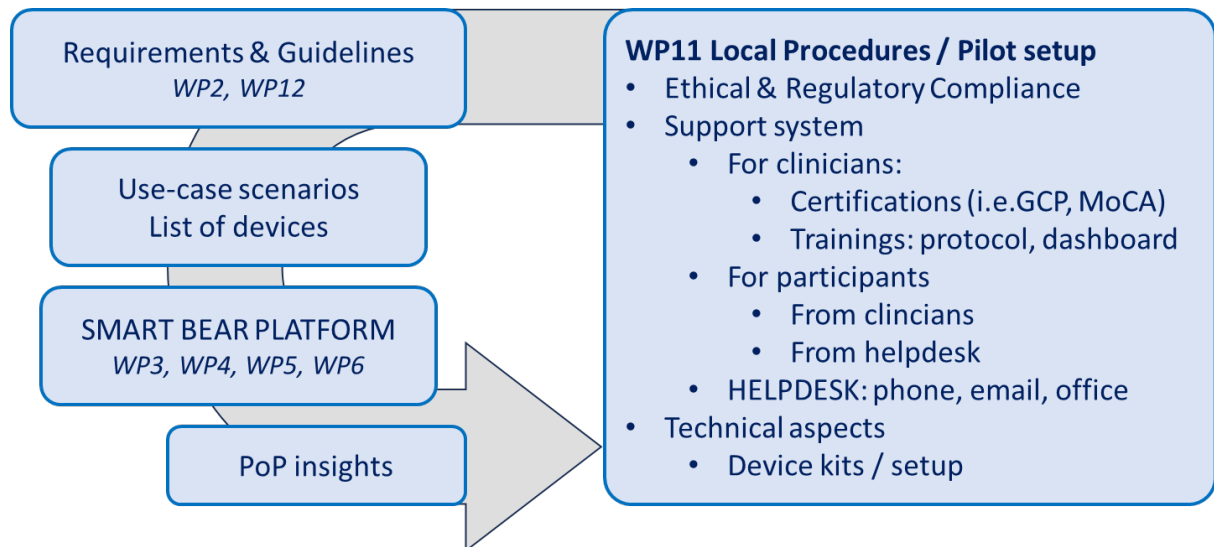 Requirements & Guidelines
WP2, WP12
Use-case scenarios
List of devices
SMART BEAR PLATFORM
WP3, WP4, WP5, WP6
PoP insights
WP11 Local Procedures / Pilot setup
• Ethical & Regulatory Compliance
• Support system
• For clinicians:
• Certifications (i.e.GCP, MoCA)
• Trainings: protocol, dashboard
• For participants
• From clincians
• From helpdesk
• HELPDESK: phone, email, office
• Technical aspects
• Device kits / setup